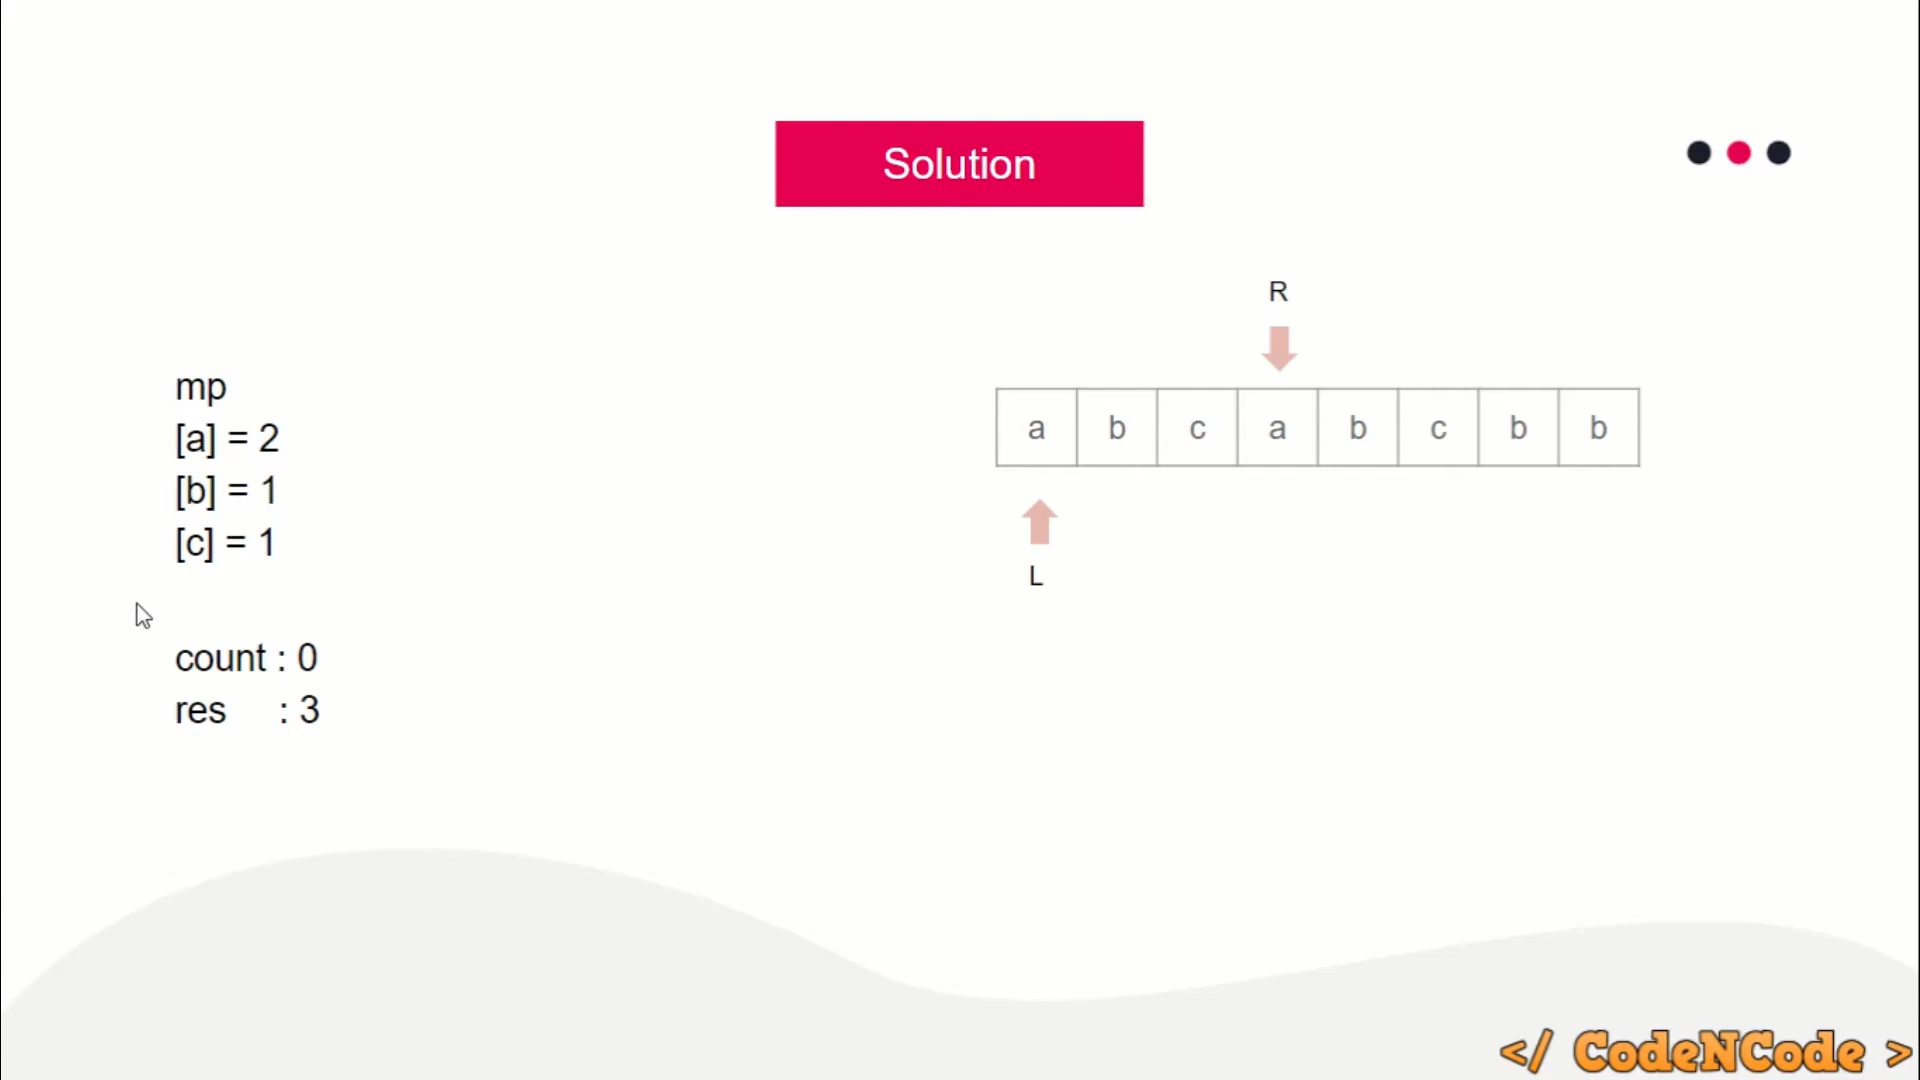 Solution
R
mp
[a] = 2
[b] = 1
[c] = 1
a b c a b c b b
L
count : 0
res : 3
</ CodeNCode >